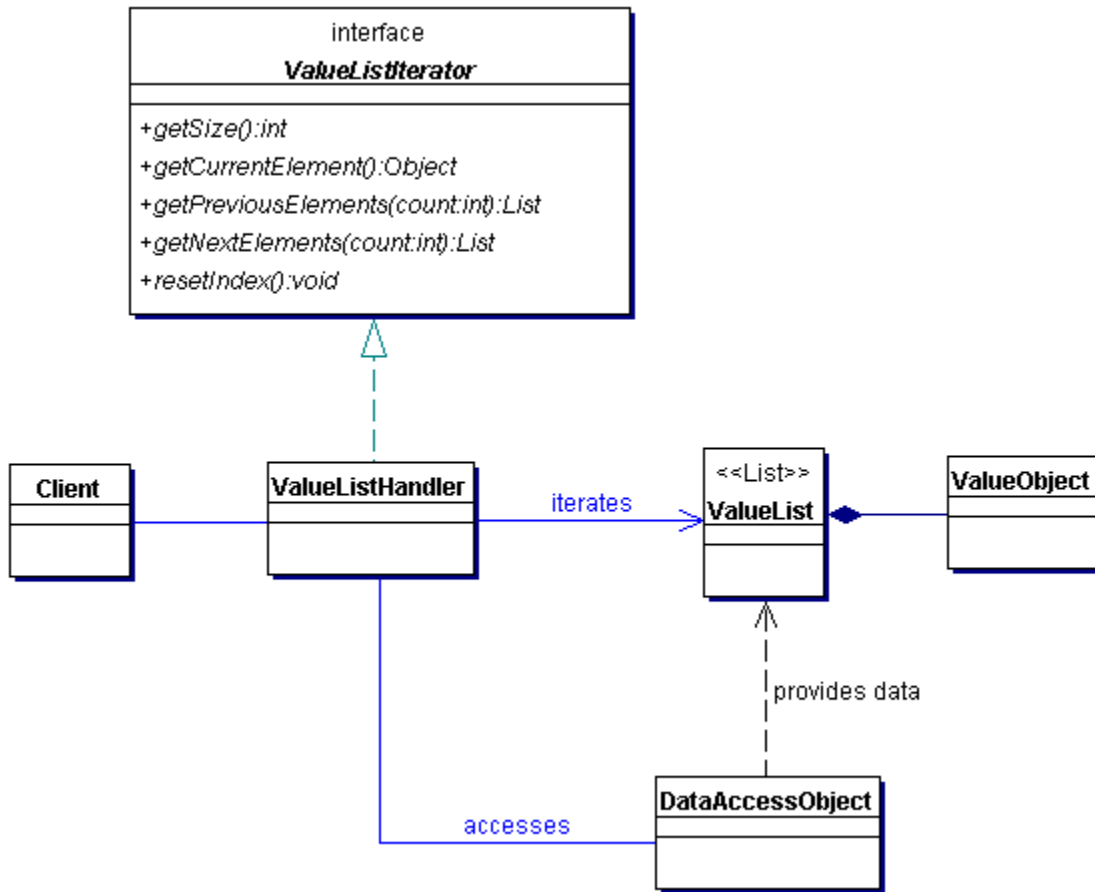 interface
ValueListIterator
+getSize():int
+getCurrentElement():Object
+getPreviousElements(count:int):List
+getNextElements(count:int):List
+resetIndex():void
Client
ValueListHandler
iterates
<<List>>
ValueList
ValueObject
provides data
accesses
DataAccessObject